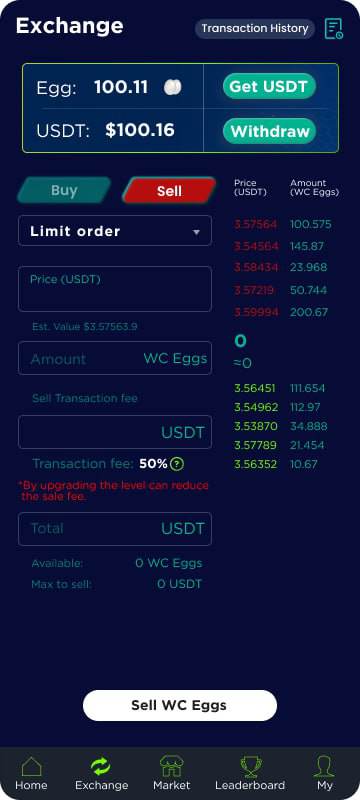 Exchange
Transaction History
Egg: 100.11
Get USDT
USDT: $100.16
Withdraw
Buy
Sell
Price (USDT)
Amount (WC Eggs)
Limit order
3.57564 100.575
3.54564 145.87
3.58434 23.968
3.57219 50.744
3.59994 200.67
0
≈0
3.56451 111.654
3.54962 112.97
3.53870 34.888
3.57789 21.454
3.56352 10.67
Price (USDT)
Est. Value $3.57563.9
Amount WC Eggs
Sell Transaction fee
USDT
Transaction fee: 50% ?
*By upgrading the level can reduce
the sale fee.
Total USDT
Available: 0 WC Eggs
Max to sell: 0 USDT
Sell WC Eggs
Home
Exchange
Market
Leaderboard
My